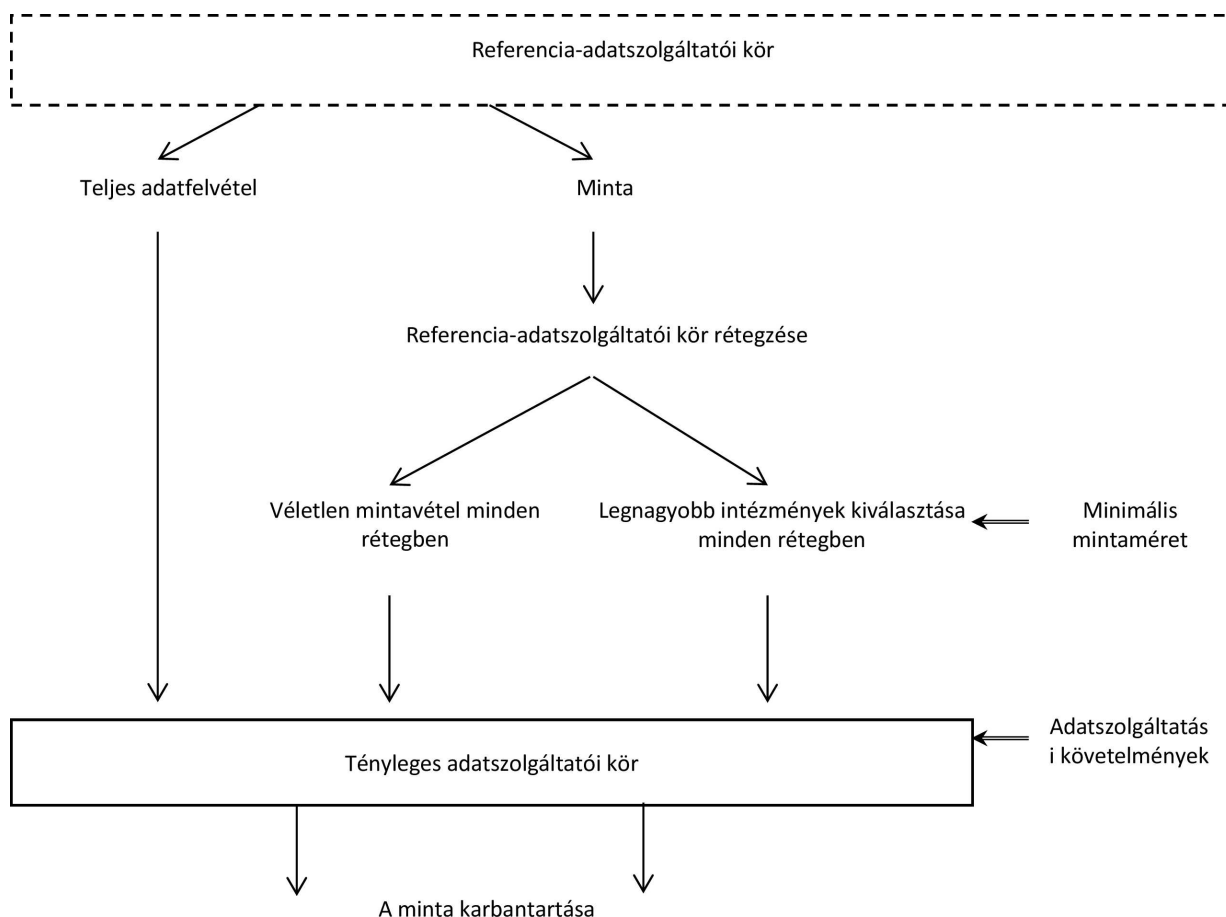 Referencia-adatszolgáltatói kör
Teljes adatfelvétel
Minta
Referencia-adatszolgáltatói kör rétegzése
Véletlen mintavétel minden
rétegben
Legnagyobb intézmények kiválasztása
minden rétegben
Minimális
mintaméret
Tényleges adatszolgáltatói kör
Adatszolgáltatás
i követelmények
A minta karbantartása